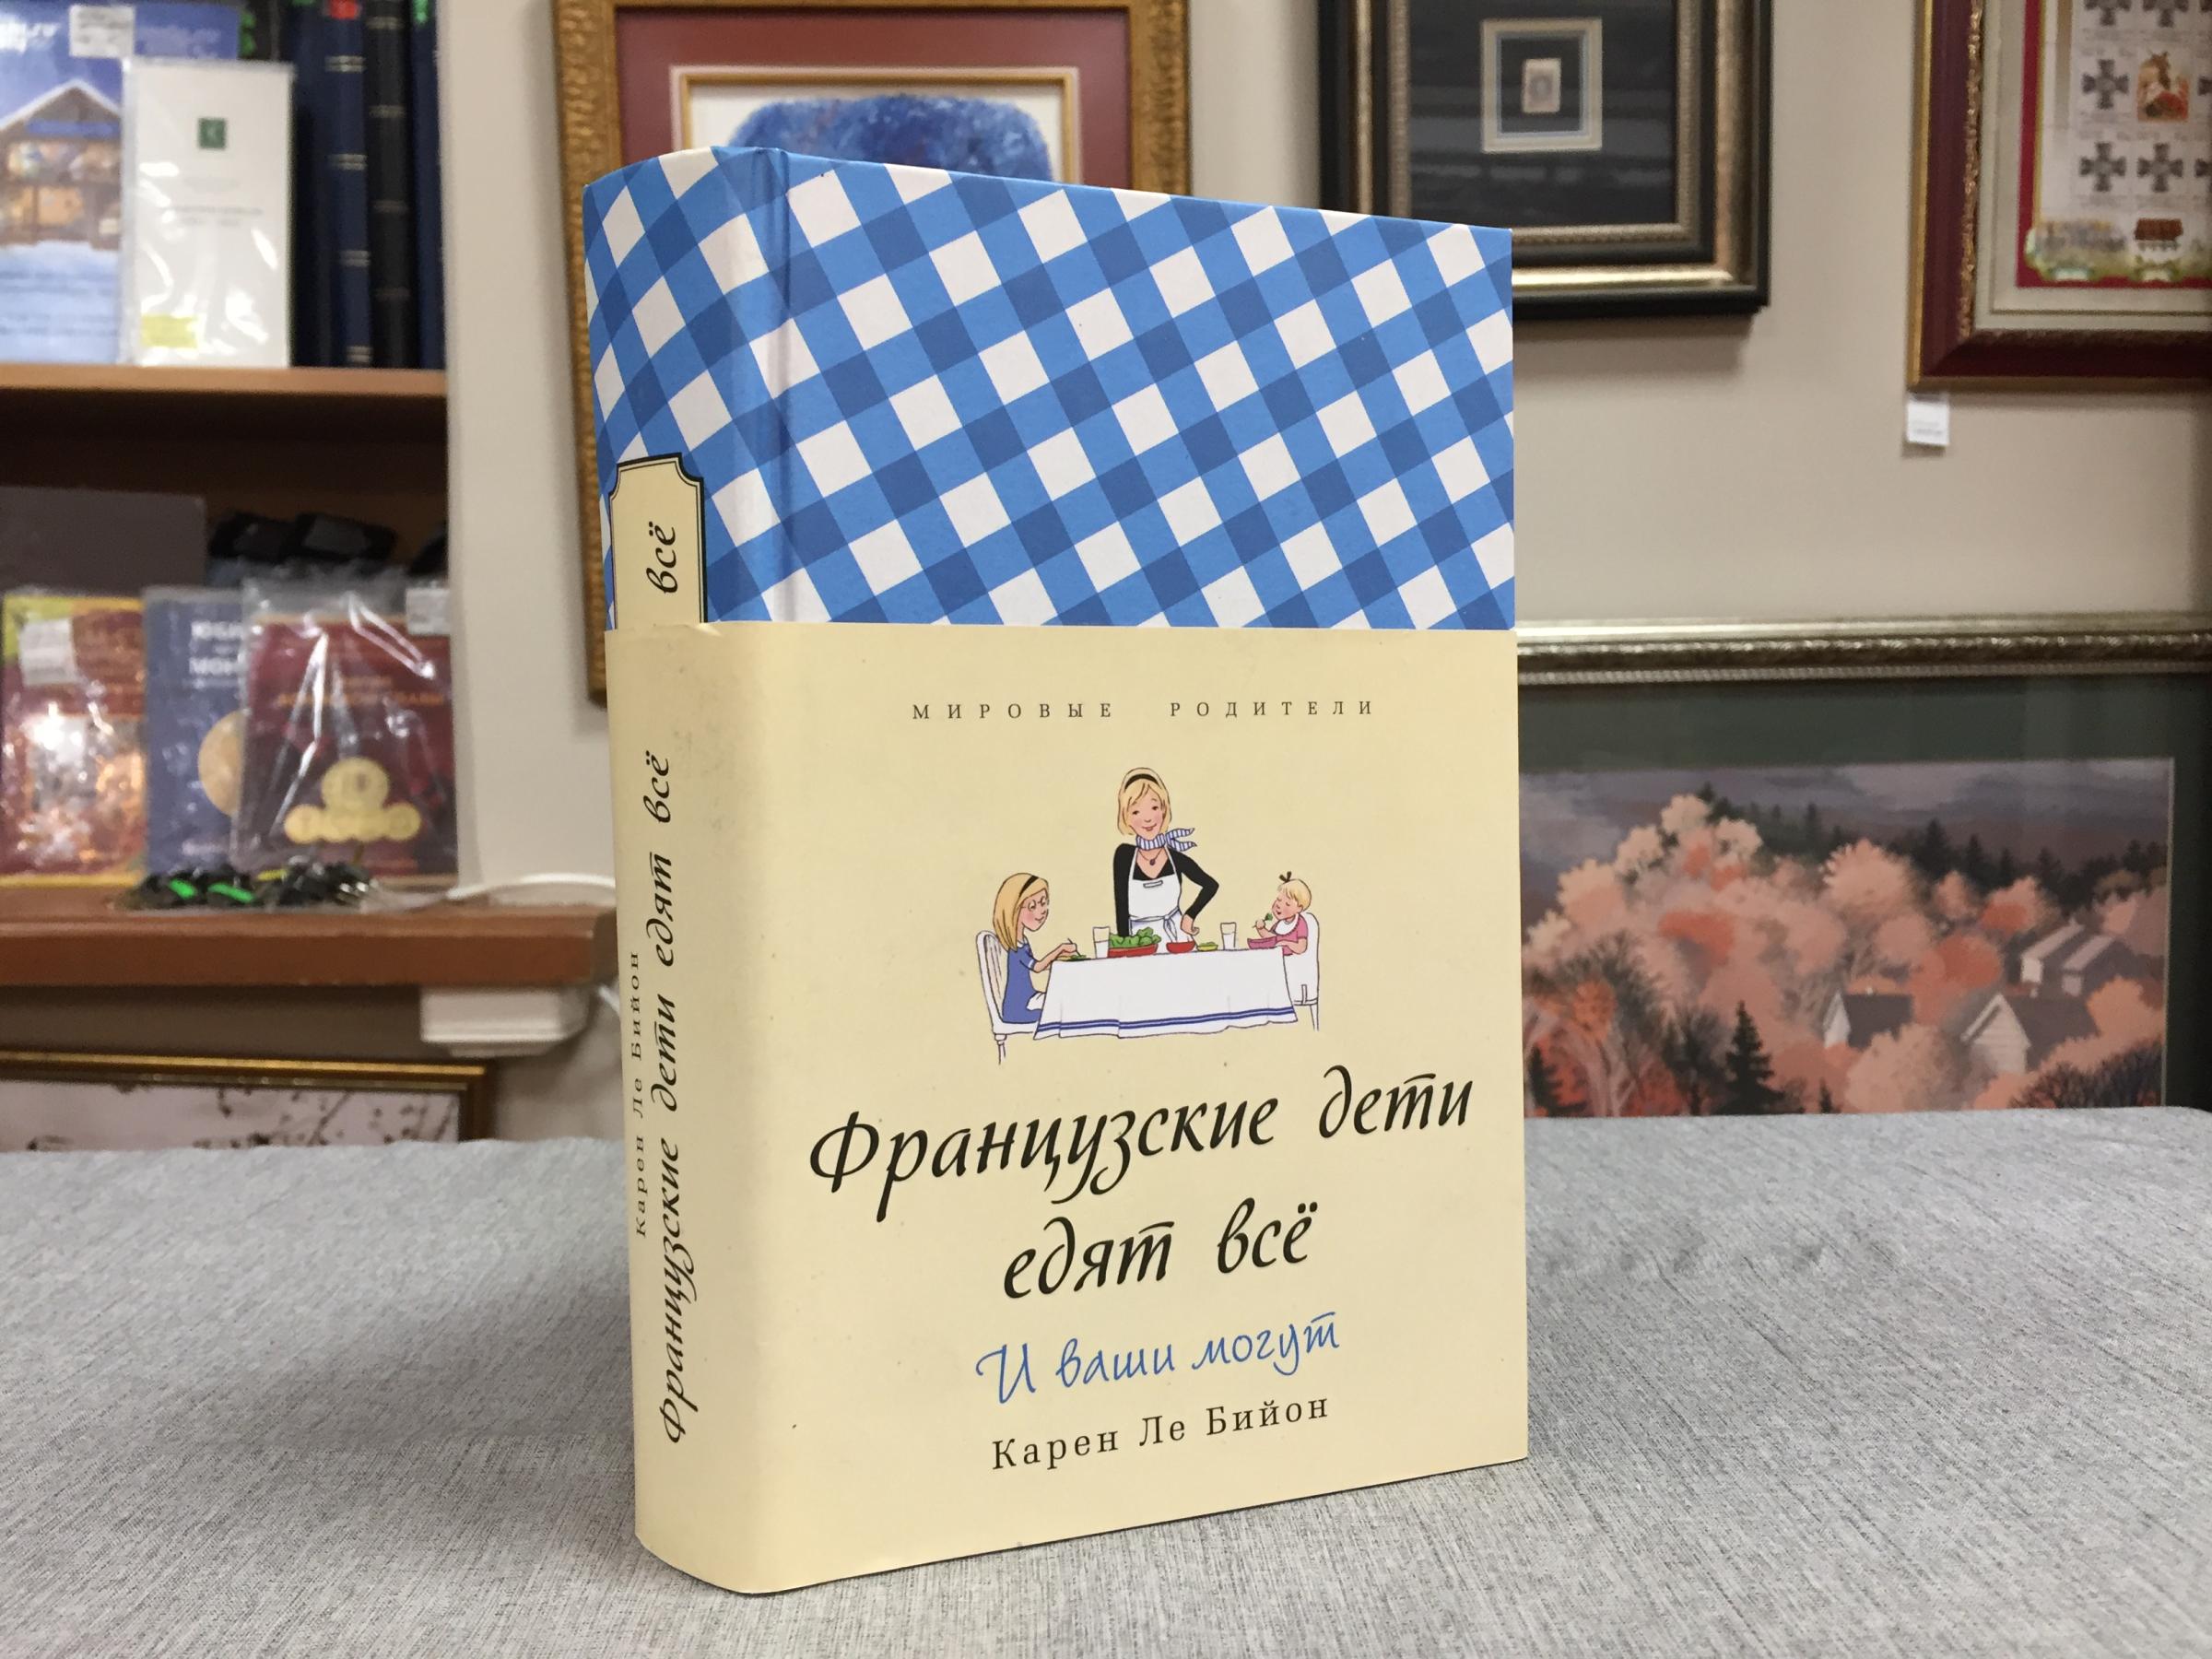 всё
Карен Ле Бийон
Французские дети едят всё
МИРОВЫЕ РОДИТЕЛИ
Французские дети
едят всё
И ваши могут
Карен Ле Бийон